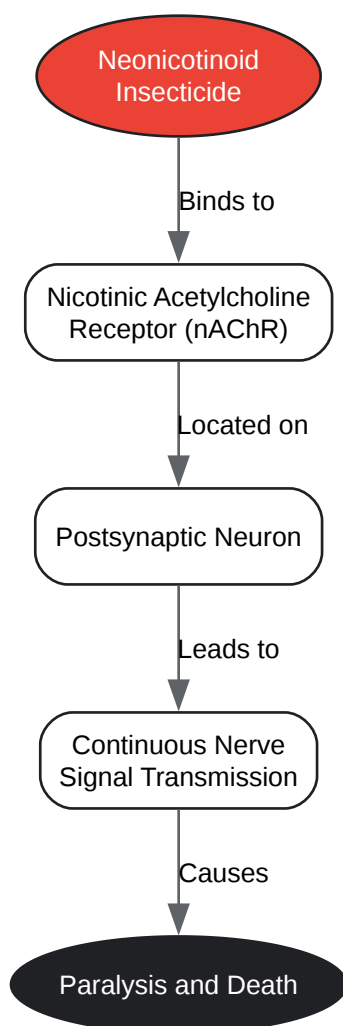 Neonicotinoid
Insecticide
Binds to
Nicotinic Acetylcholine
Receptor (nAChR)
Located on
Postsynaptic Neuron
Leads to
Continuous Nerve
Signal Transmission
Causes
Paralysis and Death